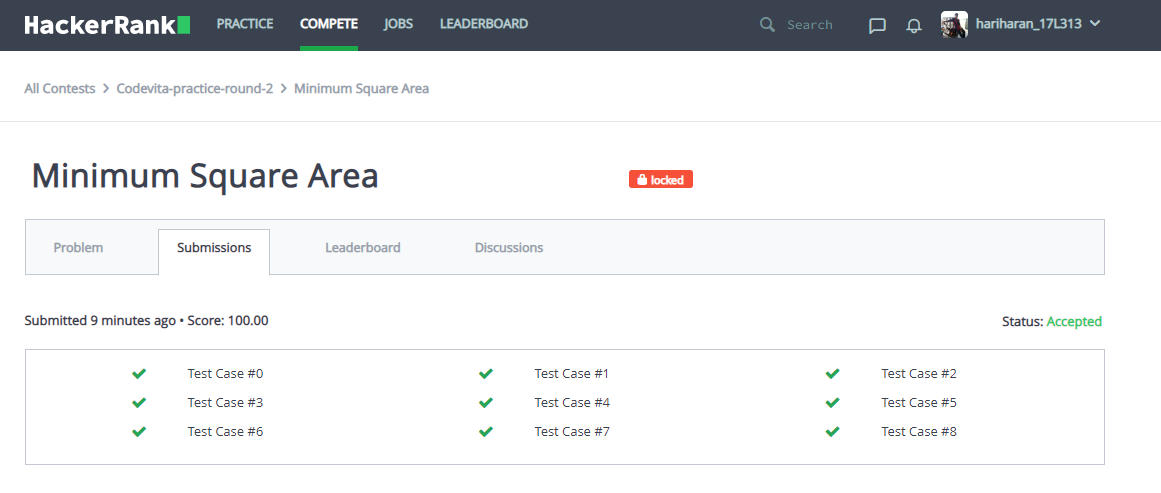 HackerRank PRACTICE COMPETE JOBS LEADERBOARD Search hariharan_17L313
All Contests > Codevita-practice-round-2 > Minimum Square Area
Minimum Square Area locked
Problem Submissions Leaderboard Discussions
Submitted 9 minutes ago • Score: 100.00 Status: Accepted
Test Case #0 Test Case #1 Test Case #2
Test Case #3 Test Case #4 Test Case #5
Test Case #6 Test Case #7 Test Case #8